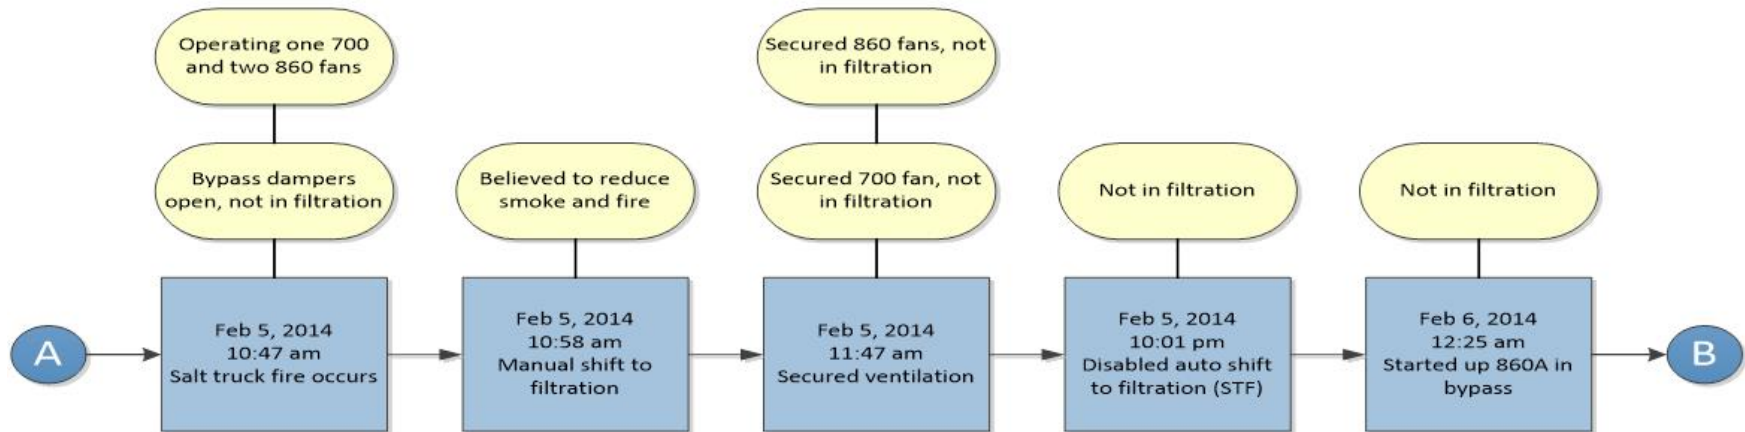 Operating one 700
and two 860 fans
Secured 860 fans, not
in filtration
Bypass dampers
open, not in filtration
Believed to reduce
smoke and fire
Secured 700 fan, not
in filtration
Not in filtration
Not in filtration
A
Feb 5, 2014
10:47 am
Salt truck fire occurs
Feb 5, 2014
10:58 am
Manual shift to
filtration
Feb 5, 2014
11:47 am
Secured ventilation
Feb 5, 2014
10:01 pm
Disabled auto shift
to filtration (STF)
Feb 6, 2014
12:25 am
Started up 860A in
bypass
B